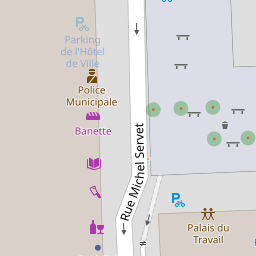 Parking
de l'Hôtel
de Ville
Police
Municipale
Banette
Rue Michel Servet
Palais du
Travail